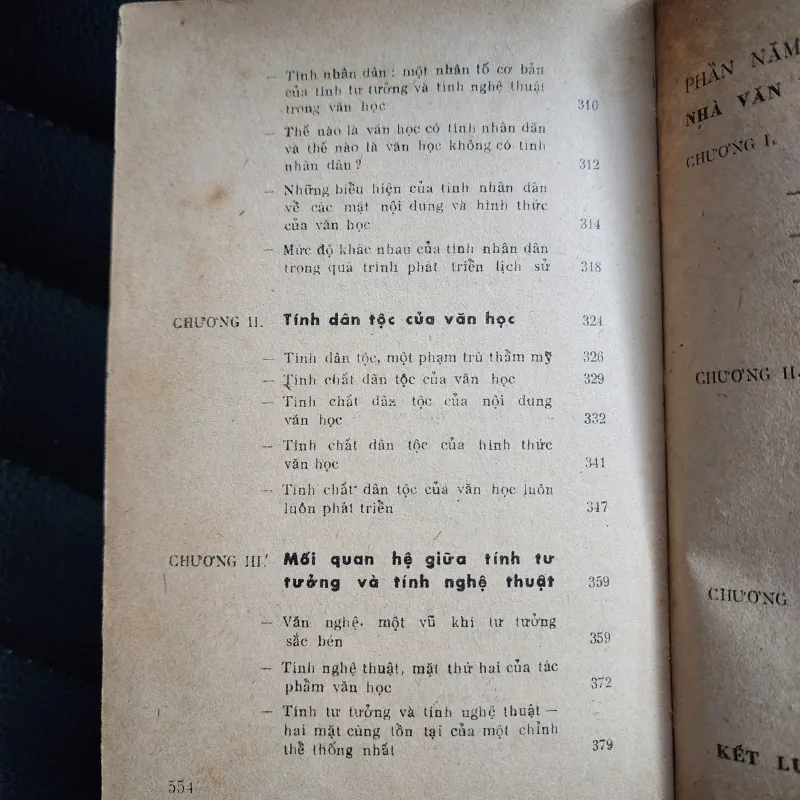 — Tính nhân dân : một nhân tố cơ bản
của tính tư tưởng và tính nghệ thuật
trong văn học 310
— Thế nào là văn học có tính nhân dân
và thế nào là văn học không có tính
nhân dân ? 312
— Những biểu hiện của tính nhân dân
về các mặt nội dung và hình thức
của văn học 314
— Mức độ khác nhau của tính nhân dân
trong quá trình phát triển lịch sử 318
CHƯƠNG II. Tính dân tộc của văn học 324
— Tính dân tộc, một phạm trù thẩm mỹ 326
— Tính chất dân tộc của văn học 329
— Tính chất dân tộc của nội dung
văn học 332
— Tính chất dân tộc của hình thức
văn học 341
— Tính chất dân tộc của văn học luôn
luôn phát triển 347
CHƯƠNG III. Mối quan hệ giữa tính tư
tưởng và tính nghệ thuật 359
— Văn nghệ, một vũ khí tư tưởng
sắc bén 359
— Tính nghệ thuật, mặt thứ hai của tác
phẩm văn học 372
— Tính tư tưởng và tính nghệ thuật —
hai mặt cùng tồn tại của một chỉnh
thể thống nhất 379
554
PHẦN NĂM
NHÀ VĂN
CHƯƠNG I.
CHƯƠNG II.
CHƯƠNG
KẾT LU